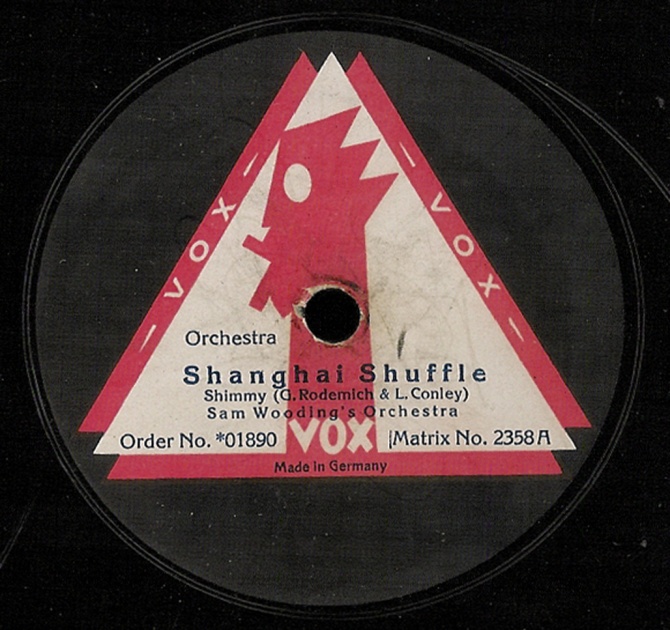 – VOX –
– VOX –
Orchestra
Shanghai Shuffle
Shimmy (G. Rodemich & L. Conley)
Sam Wooding's Orchestra
Order No. *01890
VOX
Matrix No. 2358 A
Made in Germany